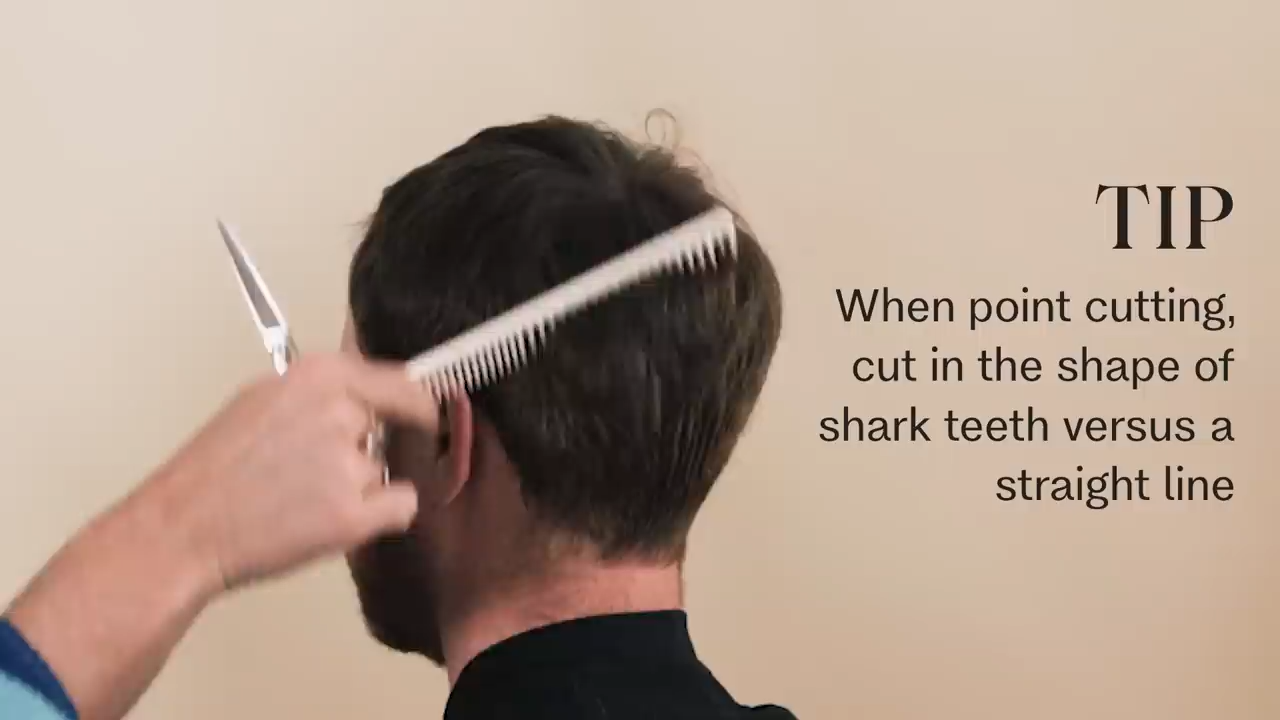 TIP
When point cutting,
cut in the shape of
shark teeth versus a
straight line